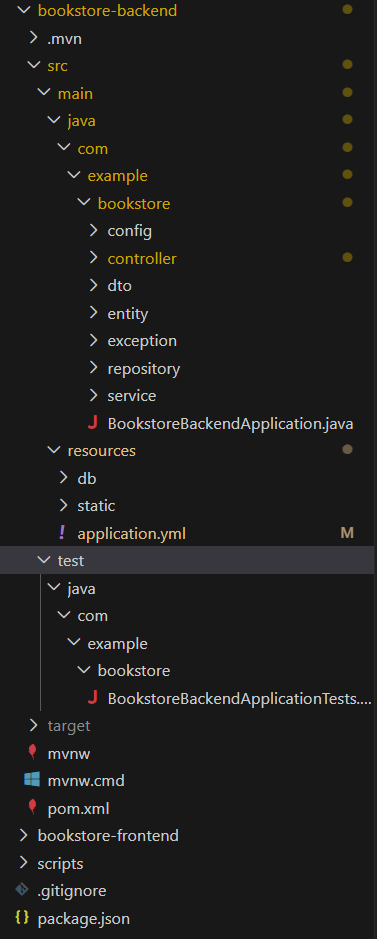 bookstore-backend
.mvn
src
main
java
com
example
bookstore
config
controller
dto
entity
exception
repository
service
J BookstoreBackendApplication.java
resources
db
static
! application.yml M
test
java
com
example
bookstore
J BookstoreBackendApplicationTests....
target
mvnw
mvnw.cmd
pom.xml
bookstore-frontend
scripts
.gitignore
{} package.json